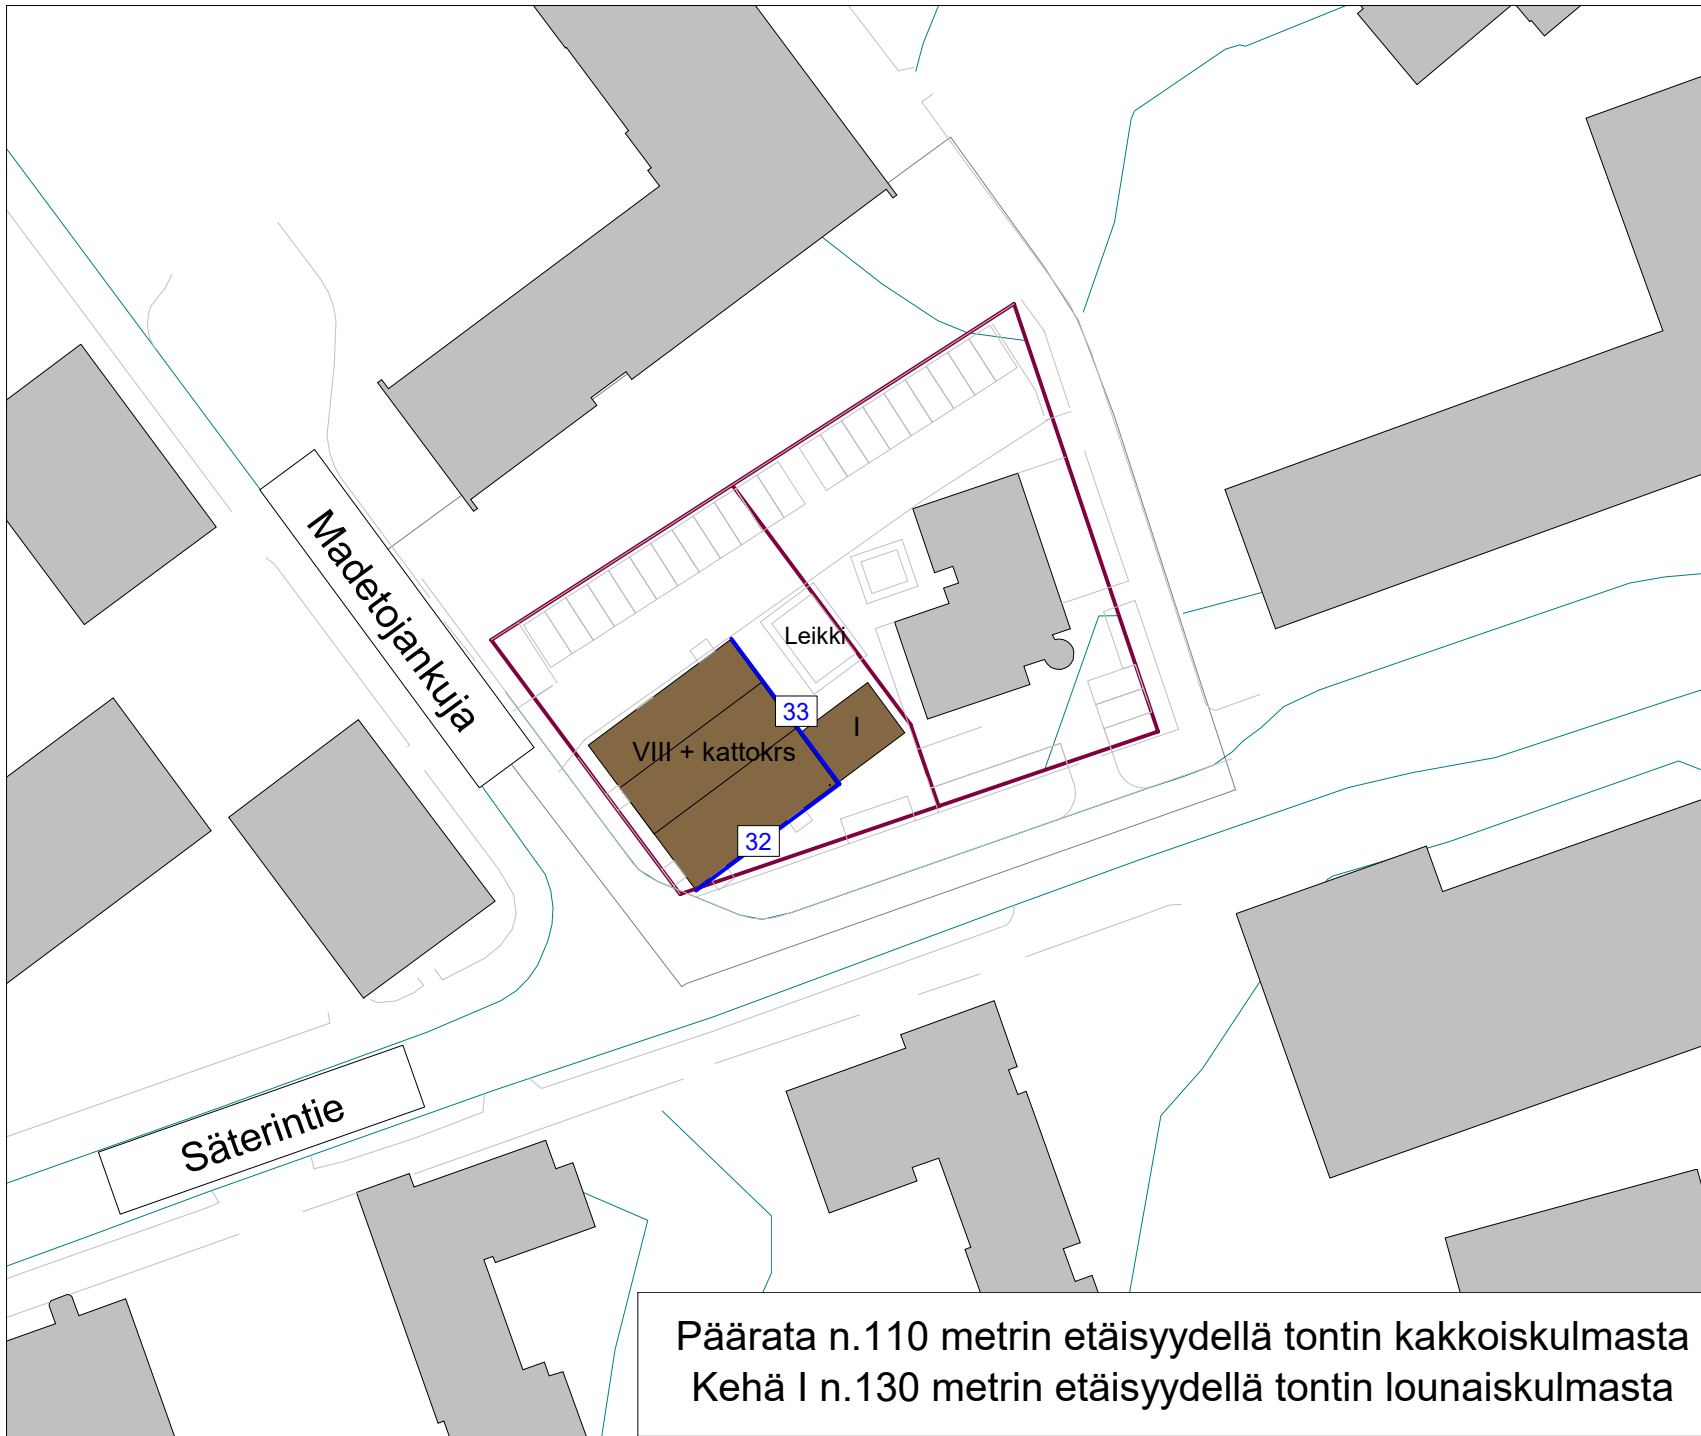 Madetojankuja
Leikki
33
I
VIII + kattokrs
32
Säterintie
Päärata n.110 metrin etäisyydellä tontin kakkoiskulmasta
Kehä I n.130 metrin etäisyydellä tontin lounaiskulmasta